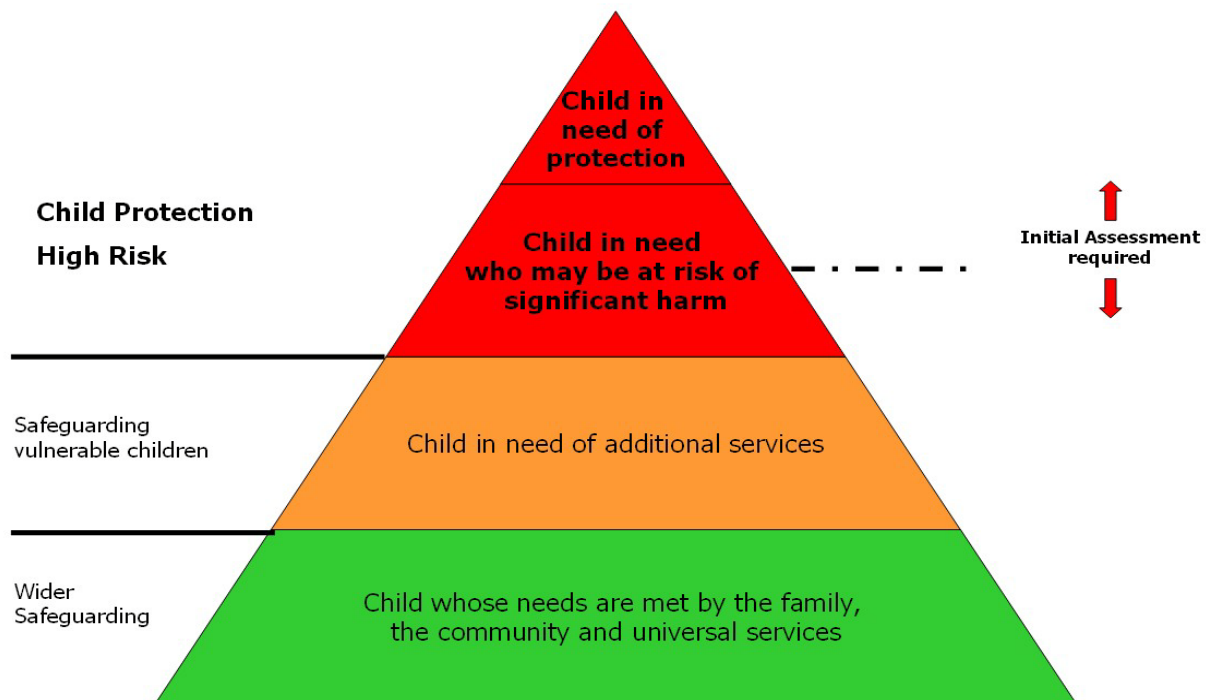 Child in
need of
protection
Child Protection
High Risk
Child in need
who may be at risk of
significant harm
Initial Assessment
required
Safeguarding
vulnerable children
Child in need of additional services
Wider
Safeguarding
Child whose needs are met by the family,
the community and universal services